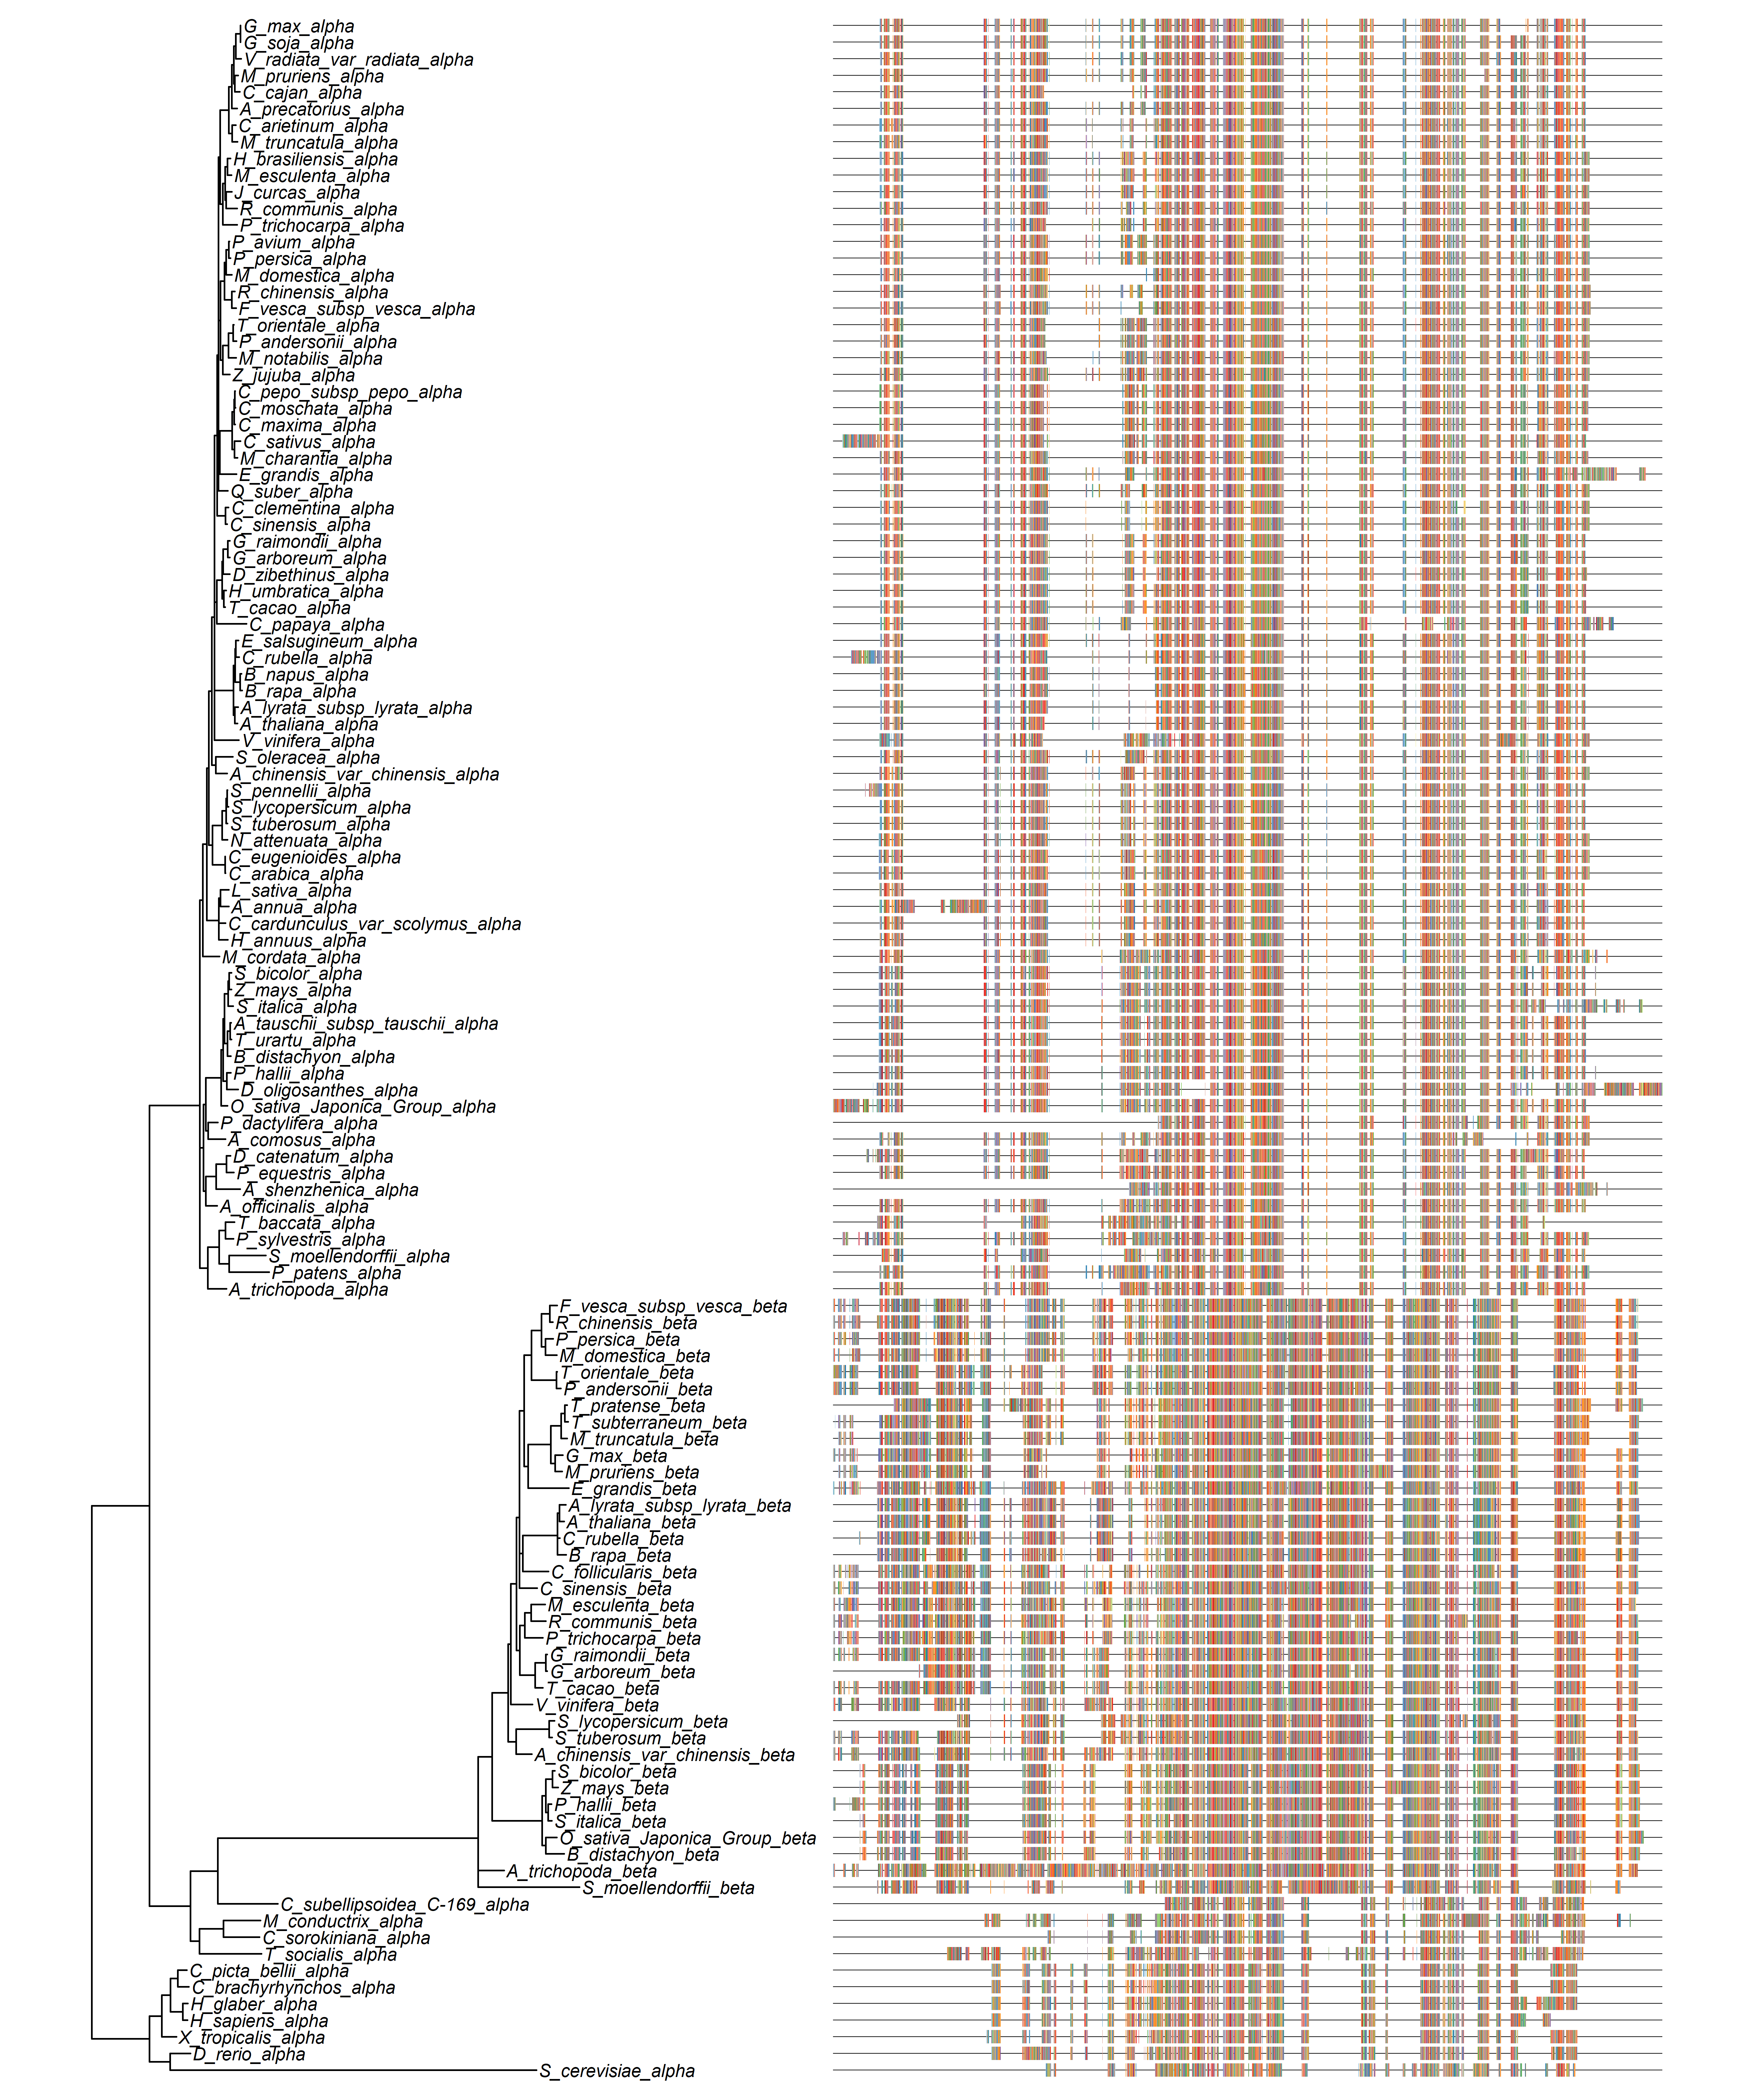 G_max_alpha
G_soja_alpha
V_radiata_var_radiata_alpha
M_pruriens_alpha
C_cajan_alpha
A_precatorius_alpha
C_arietinum_alpha
M_truncatula_alpha
H_brasiliensis_alpha
M_esculenta_alpha
J_curcas_alpha
R_communis_alpha
P_trichocarpa_alpha
P_avium_alpha
P_persica_alpha
M_domestica_alpha
R_chinensis_alpha
F_vesca_subsp_vesca_alpha
T_orientale_alpha
P_andersonii_alpha
M_notabilis_alpha
Z_jujuba_alpha
C_pepo_subsp_pepo_alpha
C_moschata_alpha
C_maxima_alpha
C_sativus_alpha
M_charantia_alpha
E_grandis_alpha
Q_suber_alpha
C_clementina_alpha
C_sinensis_alpha
G_raimondii_alpha
G_arboreum_alpha
D_zibethinus_alpha
H_umbratica_alpha
T_cacao_alpha
C_papaya_alpha
E_salsugineum_alpha
C_rubella_alpha
B_napus_alpha
B_rapa_alpha
A_lyrata_subsp_lyrata_alpha
A_thaliana_alpha
V_vinifera_alpha
S_oleracea_alpha
A_chinensis_var_chinensis_alpha
S_pennellii_alpha
S_lycopersicum_alpha
S_tuberosum_alpha
N_attenuata_alpha
C_eugenioides_alpha
C_arabica_alpha
L_sativa_alpha
A_annua_alpha
C_cardunculus_var_scolymus_alpha
H_annuus_alpha
M_cordata_alpha
S_bicolor_alpha
Z_mays_alpha
S_italica_alpha
A_tauschii_subsp_tauschii_alpha
T_urartu_alpha
B_distachyon_alpha
P_hallii_alpha
D_oligosanthes_alpha
O_sativa_Japonica_Group_alpha
P_dactylifera_alpha
A_comosus_alpha
D_catenatum_alpha
P_equestris_alpha
A_shenzhenica_alpha
A_officinalis_alpha
T_baccata_alpha
P_sylvestris_alpha
S_moellendorffii_alpha
P_patens_alpha
A_trichopoda_alpha
F_vesca_subsp_vesca_beta
R_chinensis_beta
P_persica_beta
M_domestica_beta
T_orientale_beta
P_andersonii_beta
T_pratense_beta
T_subterraneum_beta
M_truncatula_beta
G_max_beta
M_pruriens_beta
E_grandis_beta
A_lyrata_subsp_lyrata_beta
A_thaliana_beta
C_rubella_beta
B_rapa_beta
C_follicularis_beta
C_sinensis_beta
M_esculenta_beta
R_communis_beta
P_trichocarpa_beta
G_raimondii_beta
G_arboreum_beta
T_cacao_beta
V_vinifera_beta
S_lycopersicum_beta
S_tuberosum_beta
A_chinensis_var_chinensis_beta
S_bicolor_beta
Z_mays_beta
P_hallii_beta
S_italica_beta
O_sativa_Japonica_Group_beta
B_distachyon_beta
A_trichopoda_beta
S_moellendorffii_beta
C_subellipsoidea_C-169_alpha
M_conductrix_alpha
C_sorokiniana_alpha
T_socialis_alpha
C_picta_bellii_alpha
C_brachyrhynchos_alpha
H_glaber_alpha
H_sapiens_alpha
X_tropicalis_alpha
D_rerio_alpha
S_cerevisiae_alpha